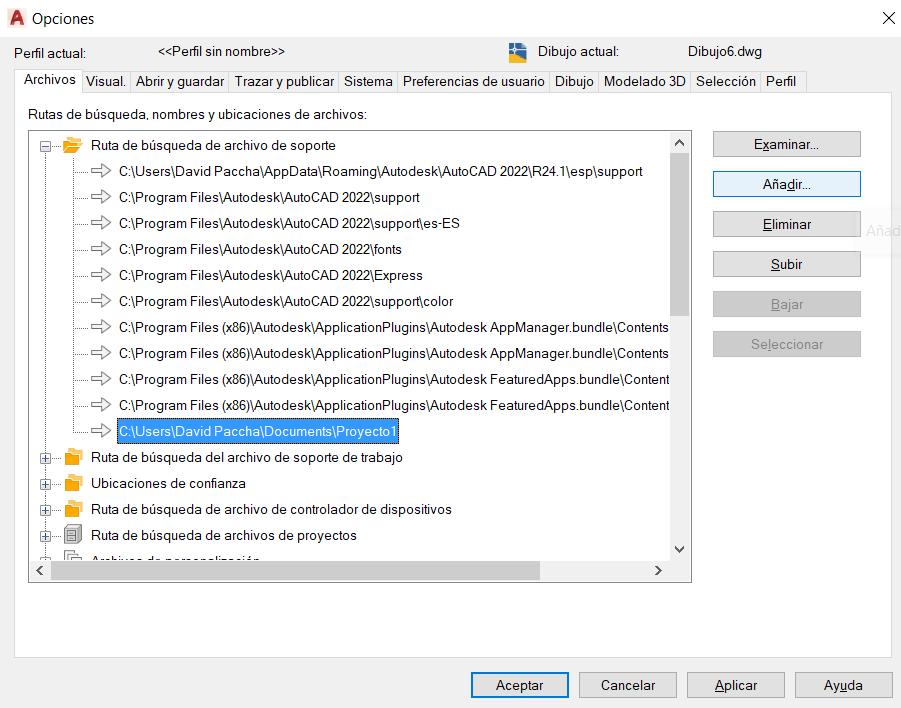 Opciones
Perfil actual: <<Perfil sin nombre>> Dibujo actual: Dibujo6.dwg
Archivos Visual. Abrir y guardar Trazar y publicar Sistema Preferencias de usuario Dibujo Modelado 3D Selección Perfil
Rutas de búsqueda, nombres y ubicaciones de archivos:
Ruta de búsqueda de archivo de soporte
C:\Users\David Paccha\AppData\Roaming\Autodesk\AutoCAD 2022\R24.1\esp\support
C:\Program Files\Autodesk\AutoCAD 2022\support
C:\Program Files\Autodesk\AutoCAD 2022\support\es-ES
C:\Program Files\Autodesk\AutoCAD 2022\fonts
C:\Program Files\Autodesk\AutoCAD 2022\Express
C:\Program Files\Autodesk\AutoCAD 2022\support\color
C:\Program Files (x86)\Autodesk\ApplicationPlugins\Autodesk AppManager.bundle\Contents
C:\Program Files (x86)\Autodesk\ApplicationPlugins\Autodesk AppManager.bundle\Contents
C:\Program Files (x86)\Autodesk\ApplicationPlugins\Autodesk FeaturedApps.bundle\Content
C:\Program Files (x86)\Autodesk\ApplicationPlugins\Autodesk FeaturedApps.bundle\Content
C:\Users\David Paccha\Documents\Proyecto1
Ruta de búsqueda del archivo de soporte de trabajo
Ubicaciones de confianza
Ruta de búsqueda de archivo de controlador de dispositivos
Ruta de búsqueda de archivos de proyectos
Archivos de personalización
Examinar...
Añadir...
Eliminar
Añad
Subir
Bajar
Seleccionar
Aceptar Cancelar Aplicar Ayuda